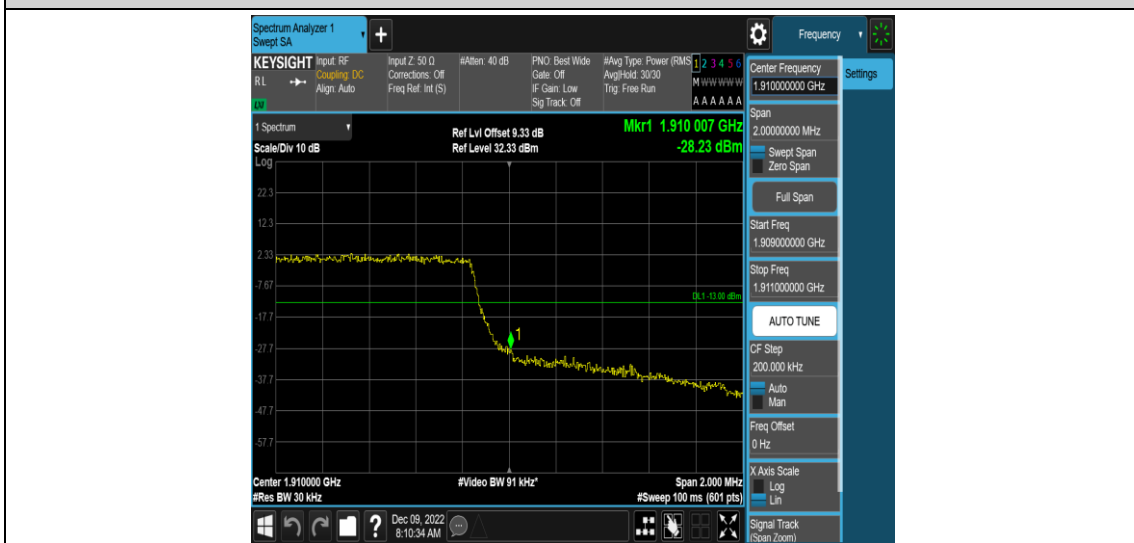 Spectrum Analyzer 1
Swept SA
+
Frequency
KEYSIGHT
RL
LXI
Input: RF
Coupling: DC
Align: Auto
Input Z: 50 Ω
Corrections: Off
Freq Ref: Int (S)
#Atten: 40 dB
PNO: Best Wide
Gate: Off
IF Gain: Low
Sig Track: Off
#Avg Type: Power (RMS
Avg|Hold: 30/30
Trig: Free Run
1 2 3 4 5 6
M W W W W W
A A A A A A
1 Spectrum
Scale/Div 10 dB
Log
Ref Lvl Offset 9.33 dB
Ref Level 32.33 dBm
Mkr1 1.910 007 GHz
-28.23 dBm
22.3
12.3
2.33
-7.67
DL1 -13.00 dBm
-17.7
1
-27.7
-37.7
-47.7
-57.7
Center 1.910000 GHz
#Res BW 30 kHz
#Video BW 91 kHz*
Span 2.000 MHz
#Sweep 100 ms (601 pts)
?
Dec 09, 2022
8:10:34 AM
Center Frequency
1.910000000 GHz
Settings
Span
2.00000000 MHz
Swept Span
Zero Span
Full Span
Start Freq
1.909000000 GHz
Stop Freq
1.911000000 GHz
AUTO TUNE
CF Step
200.000 kHz
Auto
Man
Freq Offset
0 Hz
X Axis Scale
Log
Lin
Signal Track
(Span Zoom)